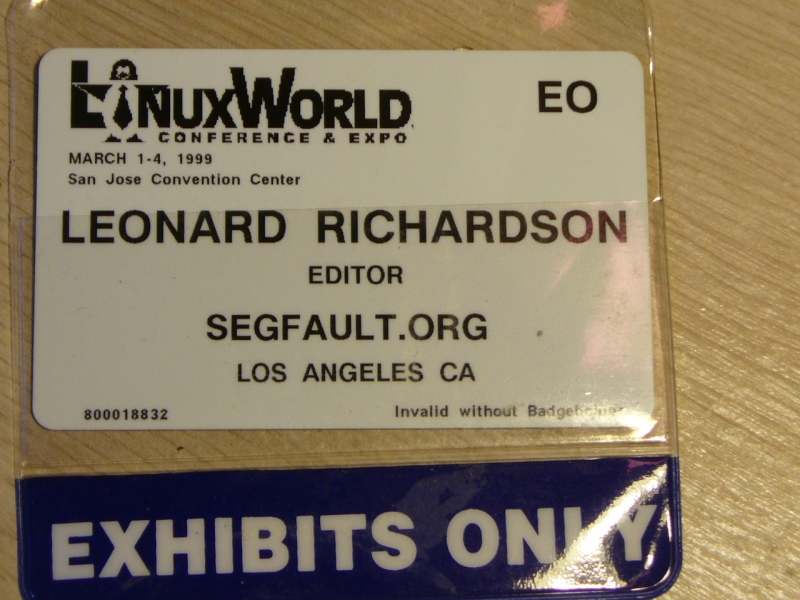 LINUXWORLD
CONFERENCE & EXPO
EO
MARCH 1-4, 1999
San Jose Convention Center
LEONARD RICHARDSON
EDITOR
SEGFAULT.ORG
LOS ANGELES CA
800018832
Invalid without Badgeholder
EXHIBITS ONLY